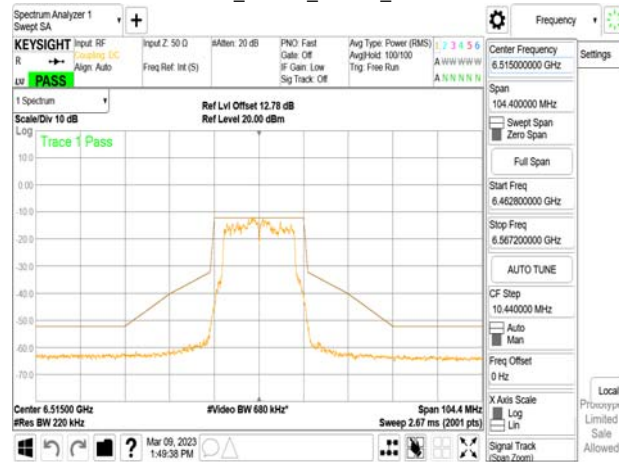 Spectrum Analyzer 1
Swept SA
Frequency
KEYSIGHT
Input: RF
Coupling: DC
Align: Auto
Input Z: 50 Ω
Freq Ref: Int (S)
#Atten: 20 dB
PNO: Fast
Gate: Off
IF Gain: Low
Sig Track: Off
Avg Type: Power (RMS)
Avg|Hold: 100/100
Trig: Free Run
1 2 3 4 5 6
A W W W W W
A N N N N N
R
LU
PASS
1 Spectrum
Scale/Div 10 dB
Ref Lvl Offset 12.78 dB
Ref Level 20.00 dBm
Log
Trace 1 Pass
10.0
0.00
-10.0
-20.0
-30.0
-40.0
-50.0
-60.0
-70.0
Center 6.51500 GHz
#Res BW 220 kHz
#Video BW 680 kHz*
Span 104.4 MHz
Sweep 2.67 ms (2001 pts)
Mar 09, 2023
1:49:38 PM
Center Frequency
6.515000000 GHz
Settings
Span
104.400000 MHz
Swept Span
Zero Span
Full Span
Start Freq
6.462800000 GHz
Stop Freq
6.567200000 GHz
AUTO TUNE
CF Step
10.440000 MHz
Auto
Man
Freq Offset
0 Hz
X Axis Scale
Log
Lin
Signal Track
(Span Zoom)
Local
Prototype
Limited
Sale
Allowed